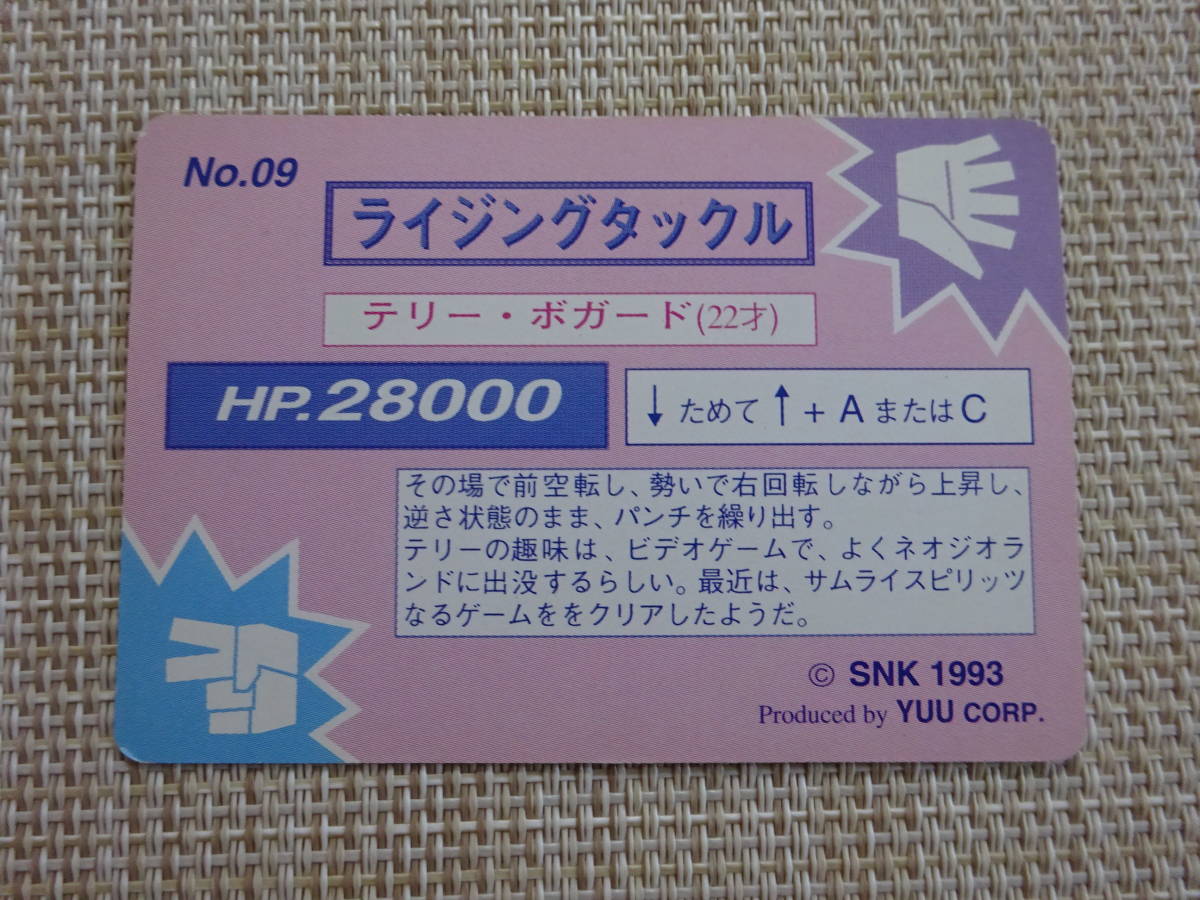 No.09
ライジングタックル
テリー・ボガード(22才)
HP.28000
↓ためて↑+AまたはC
その場で前空転し、勢いで右回転しながら上昇し、
逆さ状態のまま、パンチを繰り出す。
テリーの趣味は、ビデオゲームで、よくネオジオラ
ンドに出没するらしい。最近は、サムライスピリッツ
なるゲームををクリアしたようだ。
© SNK 1993
Produced by YUU CORP.